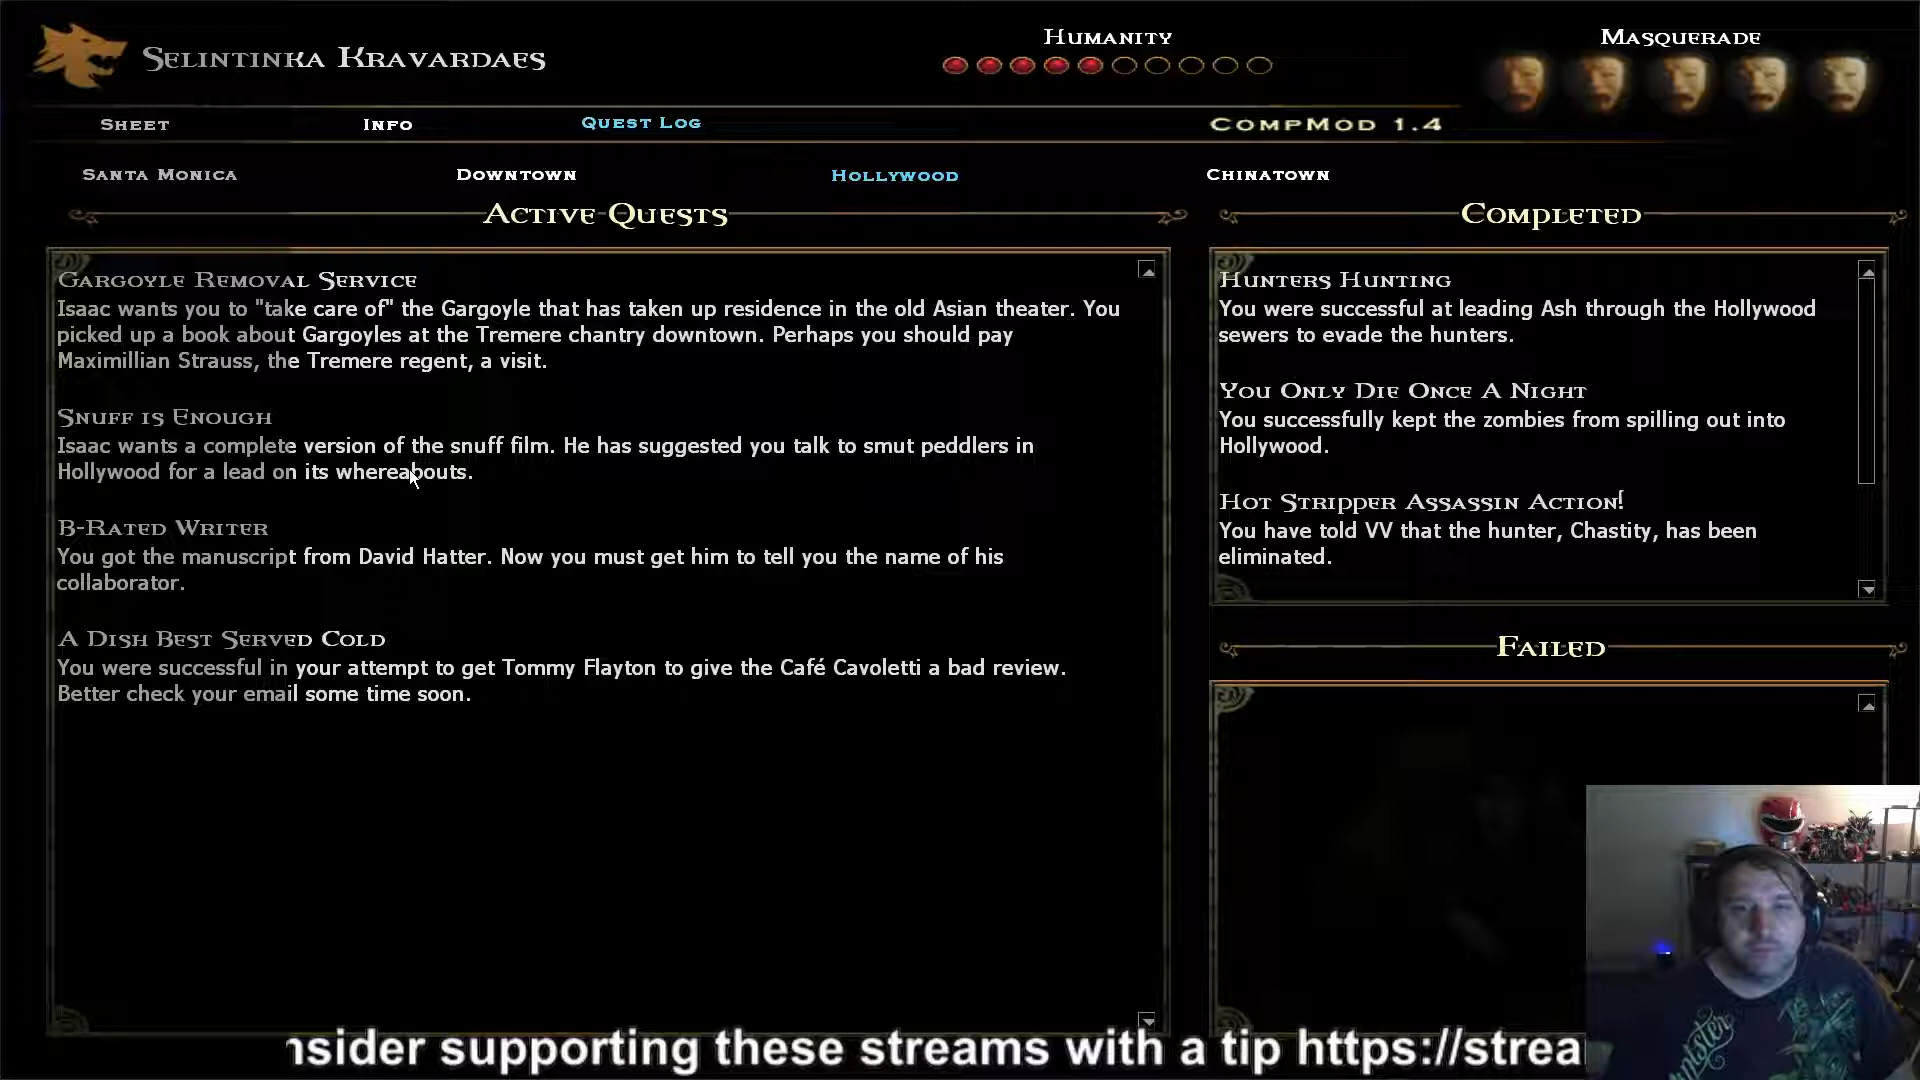 Selintinka Kravardaes
Humanity
Masquerade
Sheet
Info
Quest Log
CompMod 1.4
Santa Monica
Downtown
Hollywood
Chinatown
Active Quests
Gargoyle Removal Service
Isaac wants you to "take care of" the Gargoyle that has taken up residence in the old Asian theater. You
picked up a book about Gargoyles at the Tremere chantry downtown. Perhaps you should pay
Maximillian Strauss, the Tremere regent, a visit.
Snuff is Enough
Isaac wants a complete version of the snuff film. He has suggested you talk to smut peddlers in
Hollywood for a lead on its whereabouts.
B-Rated Writer
You got the manuscript from David Hatter. Now you must get him to tell you the name of his
collaborator.
A Dish Best Served Cold
You were successful in your attempt to get Tommy Flayton to give the Café Cavoletti a bad review.
Better check your email some time soon.
Completed
Hunters Hunting
You were successful at leading Ash through the Hollywood
sewers to evade the hunters.
You Only Die Once A Night
You successfully kept the zombies from spilling out into
Hollywood.
Hot Stripper Assassin Action!
You have told VV that the hunter, Chastity, has been
eliminated.
Failed
nsider supporting these streams with a tip https://strea